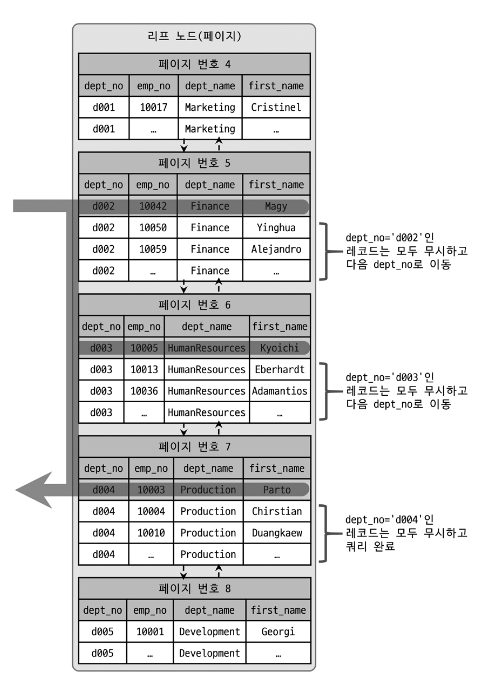 리프 노드(페이지)
페이지 번호 4
dept_no emp_no dept_name first_name
d001 10017 Marketing Cristinel
d001 … Marketing …
페이지 번호 5
dept_no emp_no dept_name first_name
d002 10042 Finance Magy
d002 10050 Finance Yinghua
d002 10059 Finance Alejandro
d002 … Finance …
dept_no='d002'인
레코드는 모두 무시하고
다음 dept_no로 이동
페이지 번호 6
dept_no emp_no dept_name first_name
d003 10005 HumanResources Kyoichi
d003 10013 HumanResources Eberhardt
d003 10036 HumanResources Adamantios
d003 … HumanResources …
dept_no='d003'인
레코드는 모두 무시하고
다음 dept_no로 이동
페이지 번호 7
dept_no emp_no dept_name first_name
d004 10003 Production Parto
d004 10004 Production Chirstian
d004 10010 Production Duangkaew
d004 … Production …
dept_no='d004'인
레코드는 모두 무시하고
쿼리 완료
페이지 번호 8
dept_no emp_no dept_name first_name
d005 10001 Development Georgi
d005 … Development …